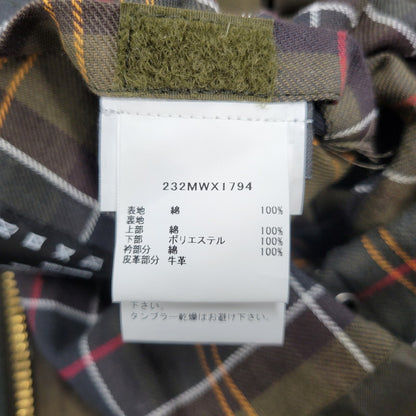 232MWX1794
表地 綿 100%
裏地
上部 綿 100%
下部 ポリエステル 100%
衿部分 綿 100%
皮革部分 牛革
下さい。
タンブラー乾燥はお避け下さい。